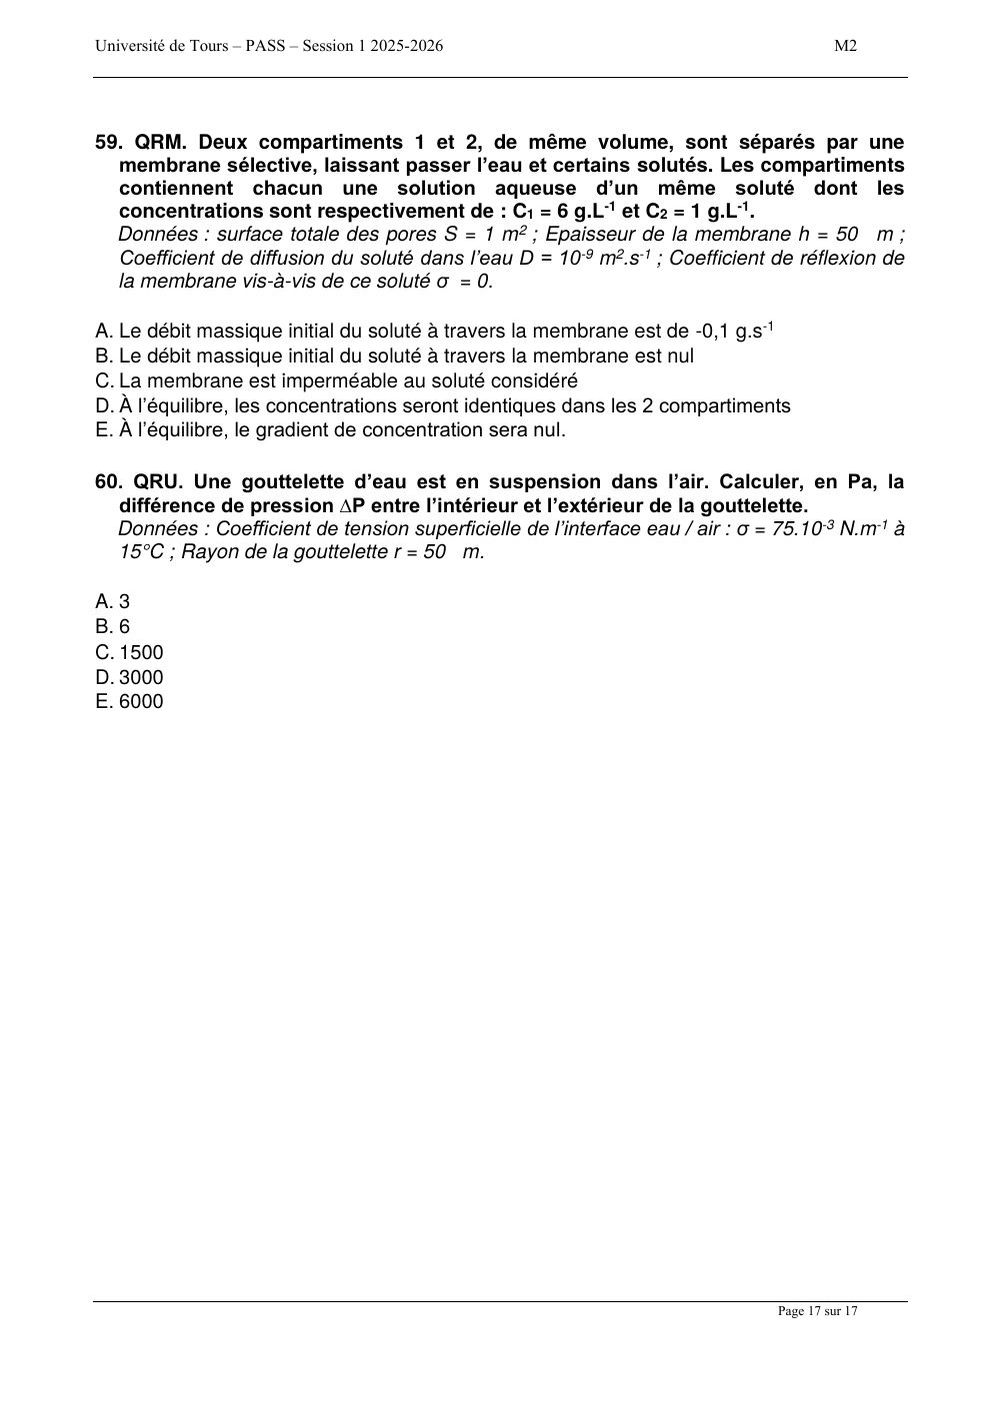 Université de Tours – PASS – Session 1 2025-2026 M2
59. QRM. Deux compartiments 1 et 2, de même volume, sont séparés par une
membrane sélective, laissant passer l’eau et certains solutés. Les compartiments
contiennent chacun une solution aqueuse d’un même soluté dont les
concentrations sont respectivement de : C₁ = 6 g.L⁻¹ et C₂ = 1 g.L⁻¹.
Données : surface totale des pores S = 1 m² ; Epaisseur de la membrane h = 50 m ;
Coefficient de diffusion du soluté dans l’eau D = 10⁻⁹ m².s⁻¹ ; Coefficient de réflexion de
la membrane vis-à-vis de ce soluté σ = 0.
A. Le débit massique initial du soluté à travers la membrane est de -0,1 g.s⁻¹
B. Le débit massique initial du soluté à travers la membrane est nul
C. La membrane est imperméable au soluté considéré
D. À l’équilibre, les concentrations seront identiques dans les 2 compartiments
E. À l’équilibre, le gradient de concentration sera nul.
60. QRU. Une gouttelette d’eau est en suspension dans l’air. Calculer, en Pa, la
différence de pression ∆P entre l’intérieur et l’extérieur de la gouttelette.
Données : Coefficient de tension superficielle de l’interface eau / air : σ = 75.10⁻³ N.m⁻¹ à
15°C ; Rayon de la gouttelette r = 50 m.
A. 3
B. 6
C. 1500
D. 3000
E. 6000
Page 17 sur 17